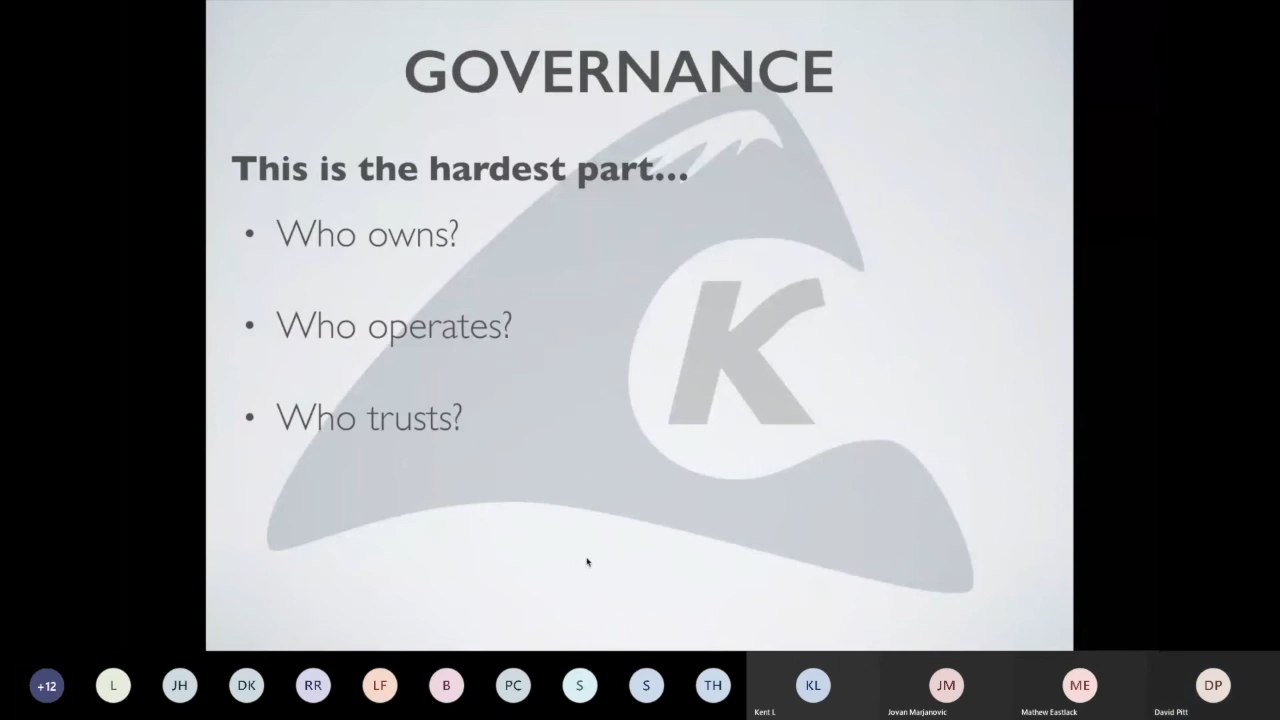 GOVERNANCE
This is the hardest part...
• Who owns?
• Who operates?
• Who trusts?
K
+12
L
JH
DK
RR
LF
B
PC
S
S
TH
KL
JM
ME
DP
Kent L
Jovan Marjanovic
Mathew Eastlack
David Pitt